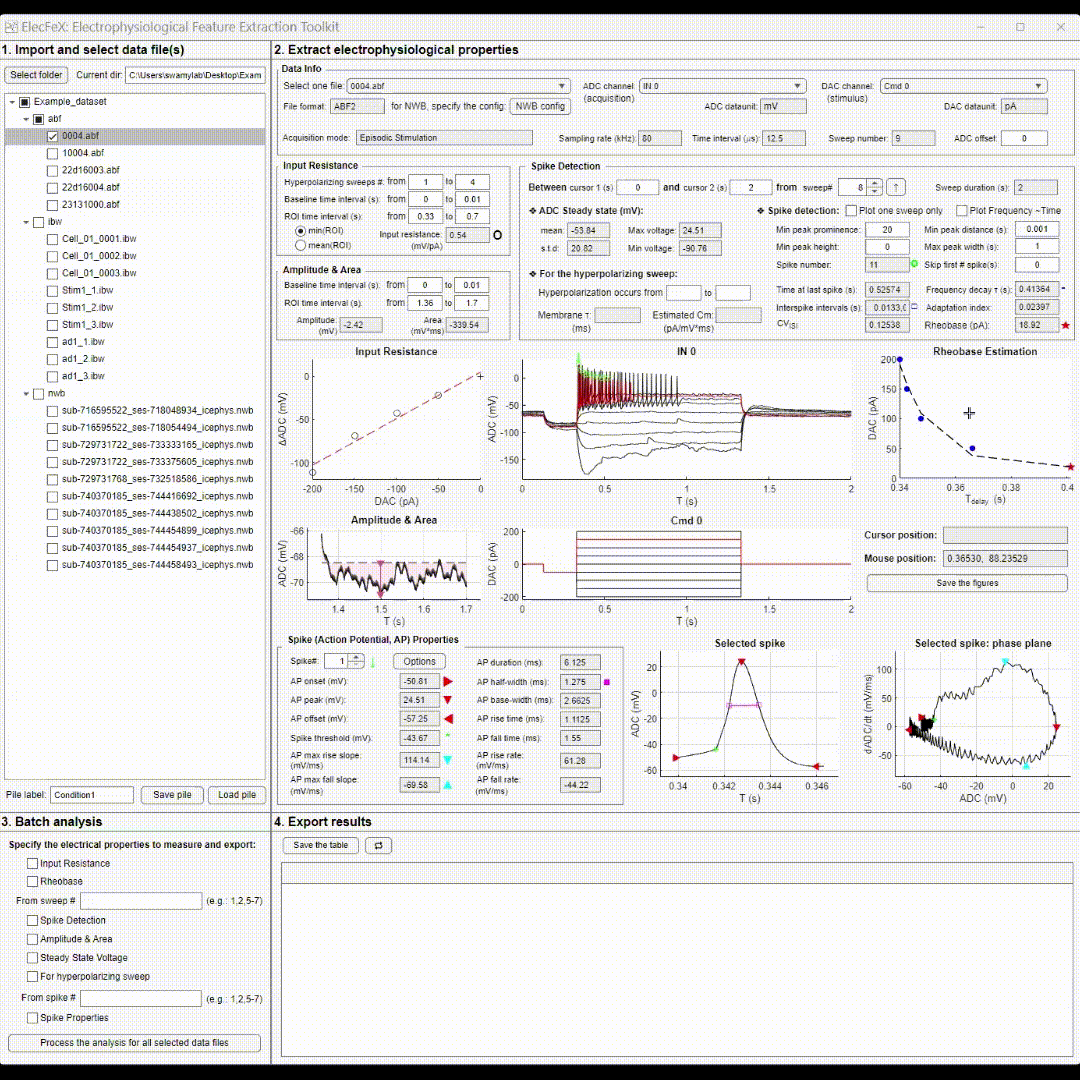 ElecFeX: Electrophysiological Feature Extraction Toolkit
1. Import and select data file(s)
Select folder Current dir: C:\Users\swamylab\Desktop\Exam
Example_dataset
abf
0004.abf
10004.abf
22d16003.abf
22d16004.abf
23131000.abf
ibw
Cell_01_0001.ibw
Cell_01_0002.ibw
Cell_01_0003.ibw
Stim1_1.ibw
Stim1_2.ibw
Stim1_3.ibw
ad1_1.ibw
ad1_2.ibw
ad1_3.ibw
nwb
sub-716595522_ses-718048934_icephys.nwb
sub-716595522_ses-718054494_icephys.nwb
sub-729731722_ses-733333165_icephys.nwb
sub-729731722_ses-733375605_icephys.nwb
sub-729731768_ses-732518586_icephys.nwb
sub-740370185_ses-744416692_icephys.nwb
sub-740370185_ses-744438502_icephys.nwb
sub-740370185_ses-744454899_icephys.nwb
sub-740370185_ses-744454937_icephys.nwb
sub-740370185_ses-744458493_icephys.nwb
Pile label: Condition1 Save pile Load pile
2. Extract electrophysiological properties
Data Info
Select one file: 0004.abf ADC channel (acquisition) IN 0 DAC channel: (stimulus) Cmd 0
File format: ABF2 for NWB, specify the config: NWB config ADC dataunit: mV DAC dataunit: pA
Acquisition mode: Episodic Stimulation Sampling rate (kHz): 80 Time interval (μs): 12.5 Sweep number: 9 ADC offset: 0
Input Resistance
Hyperpolarizing sweeps #: from 1 to 4
Baseline time interval (s): from 0 to 0.01
ROI time interval (s): from 0.33 to 0.7
min(ROI) Input resistance: 0.54
mean(ROI) (mV/pA)
Amplitude & Area
Baseline time interval (s): from 0 to 0.01
ROI time interval (s): from 1.36 to 1.7
Amplitude: (mV) -2.42 Area (mV*ms) -339.54
Spike Detection
Between cursor 1 (s) 0 and cursor 2 (s) 2 from sweep# 8 ↑ Sweep duration (s): 2
❖ ADC Steady state (mV):
mean: -53.84 Max voltage: 24.51
s.t.d: 20.82 Min voltage: -90.76
❖ For the hyperpolarizing sweep:
Hyperpolarization occurs from to
Membrane τ: (ms) Estimated Cm: (pA/mV*ms)
❖ Spike detection: Plot one sweep only Plot Frequency ~Time
Min peak prominence: 20 Min peak distance (s): 0.001
Min peak height: 0 Max peak width (s): 1
Spike number: 11 Skip first # spike(s): 0
Time at last spike (s): 0.52574 Frequency decay τ (s): 0.41364
Interspike intervals (s): 0.0133,0 Adaptation index: 0.02397
CV(ISI): 0.12538 Rheobase (pA): 18.92
Input Resistance
ΔADC (mV)
0
-50
-100
-200 -150 -100 -50 0
DAC (pA)
IN 0
ADC (mV)
0
-50
-100
-150
0 0.5 1 1.5 2
T (s)
Rheobase Estimation
DAC (pA)
200
150
100
50
0
0.34 0.36 0.38 0.4
Tdelay (s)
Amplitude & Area
ADC (mV)
-66
-68
-70
1.4 1.5 1.6 1.7
T (s)
Cmd 0
DAC (pA)
200
0
-200
0 0.5 1 1.5 2
T (s)
Cursor position:
Mouse position: 0.36530, 88.23529
Save the figures
Spike (Action Potential, AP) Properties
Spike#: 1 Options AP duration (ms): 6.125
AP onset (mV): -50.81 AP half-width (ms): 1.275
AP peak (mV): 24.51 AP base-width (ms): 2.6625
AP offset (mV): -57.25 AP rise time (ms): 1.1125
Spike threshold (mV): -43.67 AP fall time (ms): 1.55
AP max rise slope: (mV/ms) 114.14 AP rise rate: (mV/ms) 61.28
AP max fall slope: (mV/ms) -69.58 AP fall rate: (mV/ms) -44.22
Selected spike
ADC (mV)
20
0
-20
-40
-60
0.34 0.342 0.344 0.346
T (s)
Selected spike: phase plane
dADC/dt (mV/ms)
100
50
0
-50
-60 -40 -20 0 20
ADC (mV)
3. Batch analysis
Specify the electrical properties to measure and export:
Input Resistance
Rheobase
From sweep # (e.g.: 1,2,5-7)
Spike Detection
Amplitude & Area
Steady State Voltage
For hyperpolarizing sweep
From spike # (e.g.: 1,2,5-7)
Spike Properties
Process the analysis for all selected data files
4. Export results
Save the table